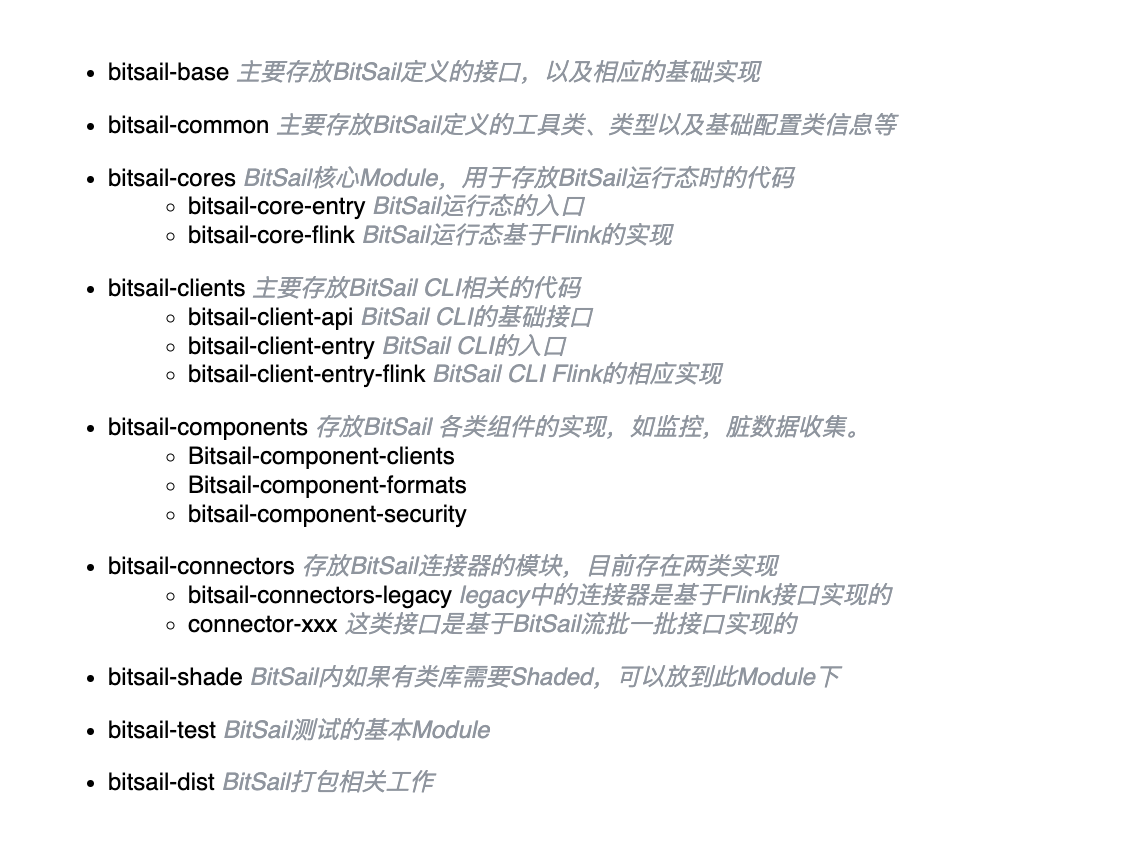 • bitsail-base 主要存放BitSail定义的接口，以及相应的基础实现
• bitsail-common 主要存放BitSail定义的工具类、类型以及基础配置类信息等
• bitsail-cores BitSail核心Module，用于存放BitSail运行态时的代码
◦ bitsail-core-entry BitSail运行态的入口
◦ bitsail-core-flink BitSail运行态基于Flink的实现
• bitsail-clients 主要存放BitSail CLI相关的代码
◦ bitsail-client-api BitSail CLI的基础接口
◦ bitsail-client-entry BitSail CLI的入口
◦ bitsail-client-entry-flink BitSail CLI Flink的相应实现
• bitsail-components 存放BitSail 各类组件的实现，如监控，脏数据收集。
◦ Bitsail-component-clients
◦ Bitsail-component-formats
◦ bitsail-component-security
• bitsail-connectors 存放BitSail连接器的模块，目前存在两类实现
◦ bitsail-connectors-legacy legacy中的连接器是基于Flink接口实现的
◦ connector-xxx 这类接口是基于BitSail流批一批接口实现的
• bitsail-shade BitSail内如果有类库需要Shaded，可以放到此Module下
• bitsail-test BitSail测试的基本Module
• bitsail-dist BitSail打包相关工作